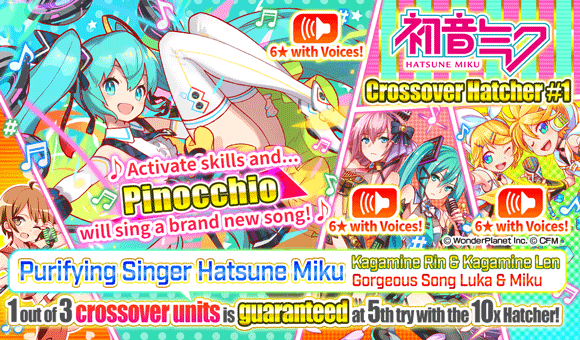 6★ with Voices!
初音ミク
HATSUNE MIKU
Crossover Hatcher #1
♪ Activate skills and...
Pinocchio
will sing a brand new song! ♪
6★ with Voices!
6★ with Voices!
© WonderPlanet Inc. © CFM
Purifying Singer Hatsune Miku
Kagamine Rin & Kagamine Len
Gorgeous Song Luka & Miku
1 out of 3 crossover units is guaranteed at 5th try with the 10x Hatcher!